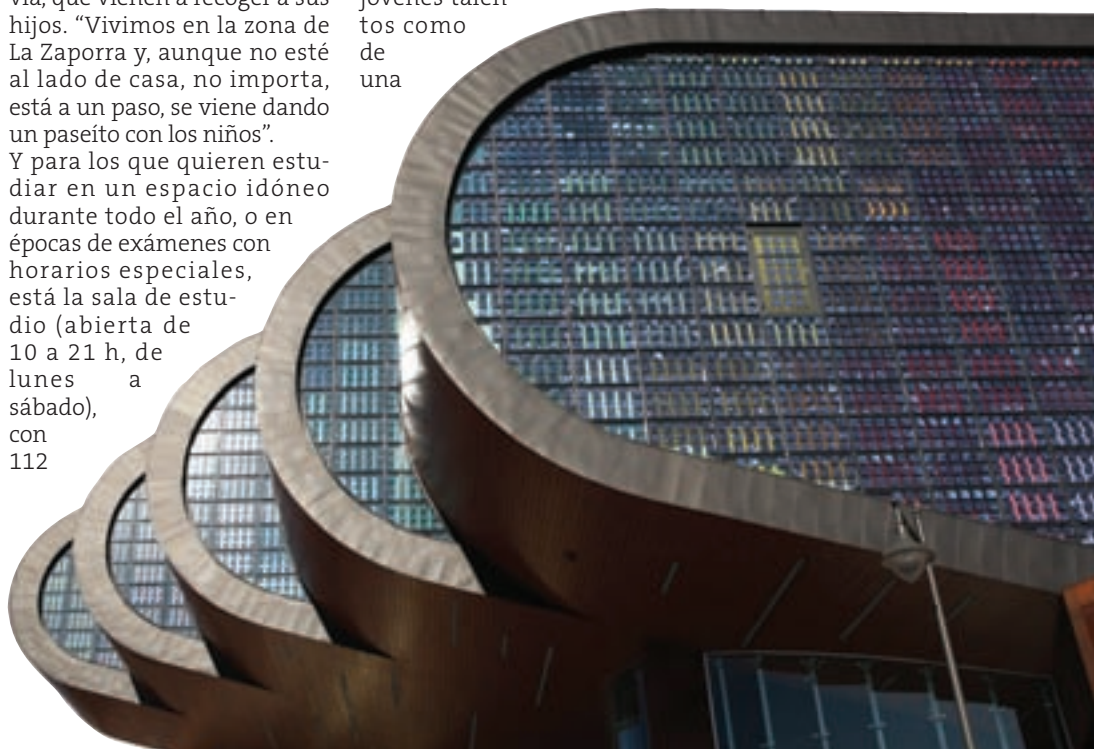 vía, que vienen a recoger a sus
hijos. “Vivimos en la zona de
La Zaporra y, aunque no esté
al lado de casa, no importa,
está a un paso, se viene dando
un paseíto con los niños”.
Y para los que quieren estu-
diar en un espacio idóneo
durante todo el año, o en
épocas de exámenes con
horarios especiales,
está la sala de estu-
dio (abierta de
10 a 21 h, de
lunes a
sábado),
con
112
jóvenes talen
tos como
de
una